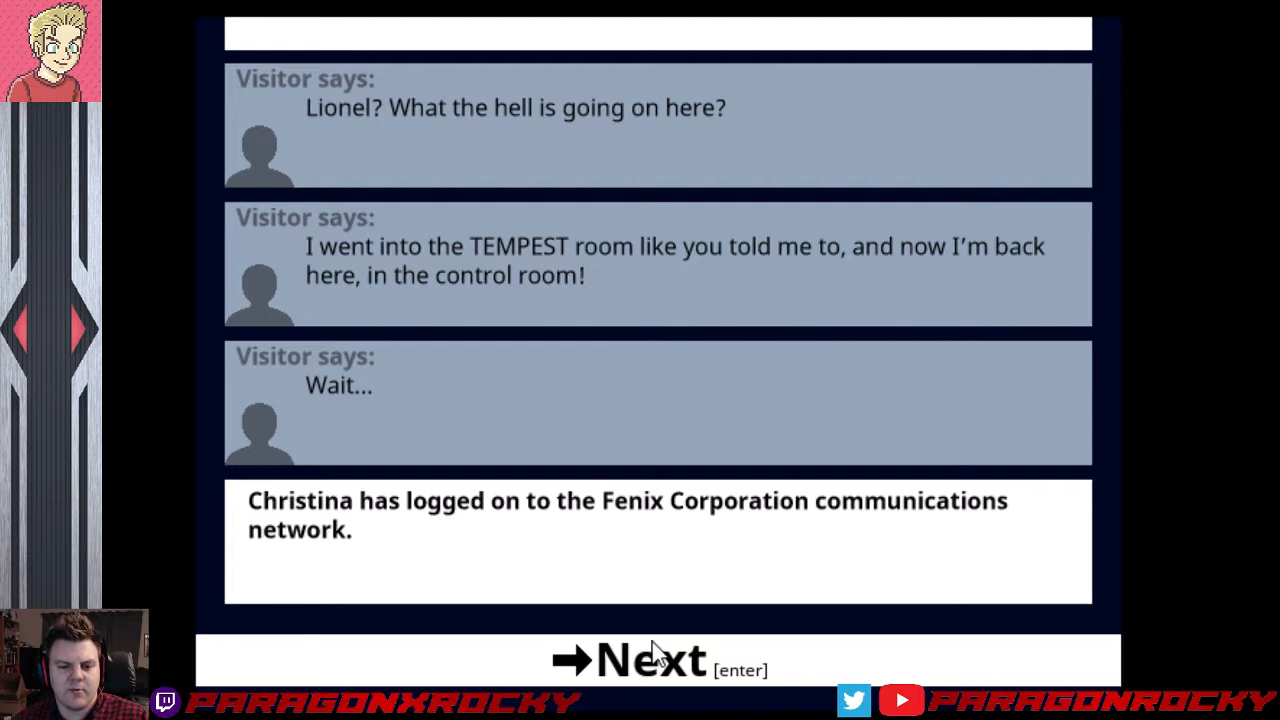 Visitor says:
Lionel? What the hell is going on here?
Visitor says:
I went into the TEMPEST room like you told me to, and now I’m back
here, in the control room!
Visitor says:
Wait...
Christina has logged on to the Fenix Corporation communications
network.
Next [enter]
PARAGONXROCKY
PARAGONROCKY